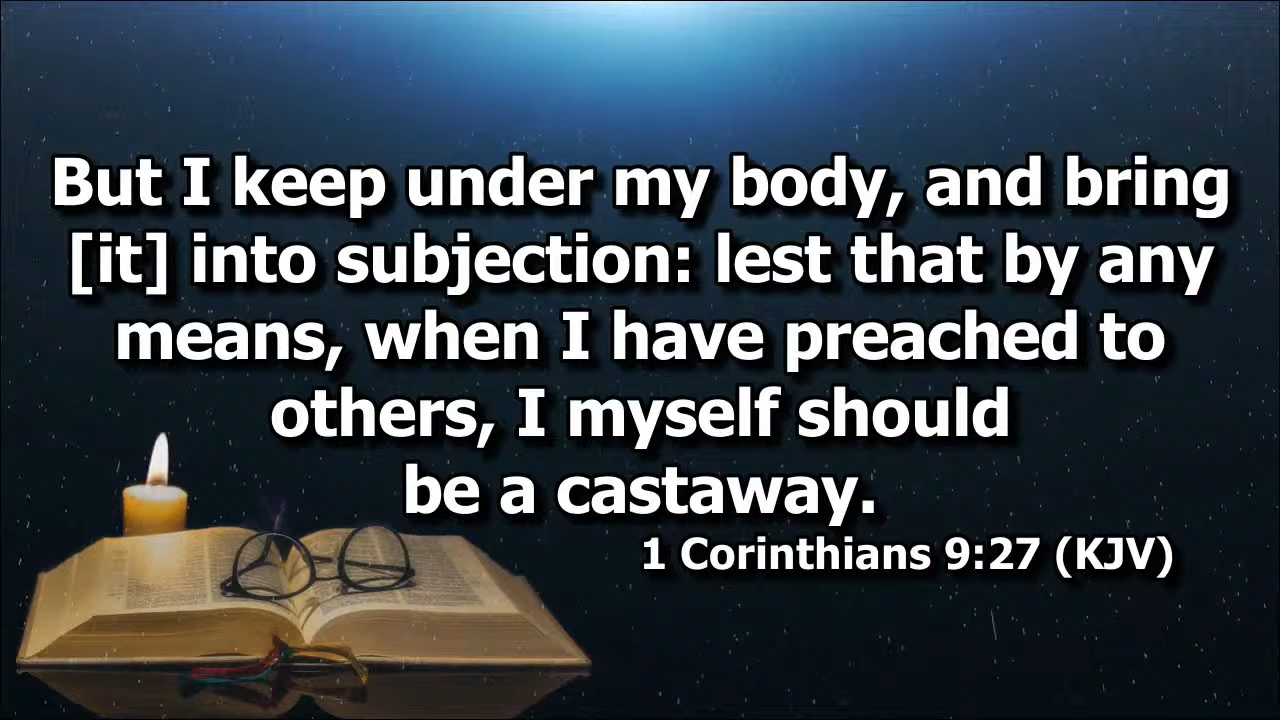 But I keep under my body, and bring
[it] into subjection: lest that by any
means, when I have preached to
others, I myself should
be a castaway.
1 Corinthians 9:27 (KJV)